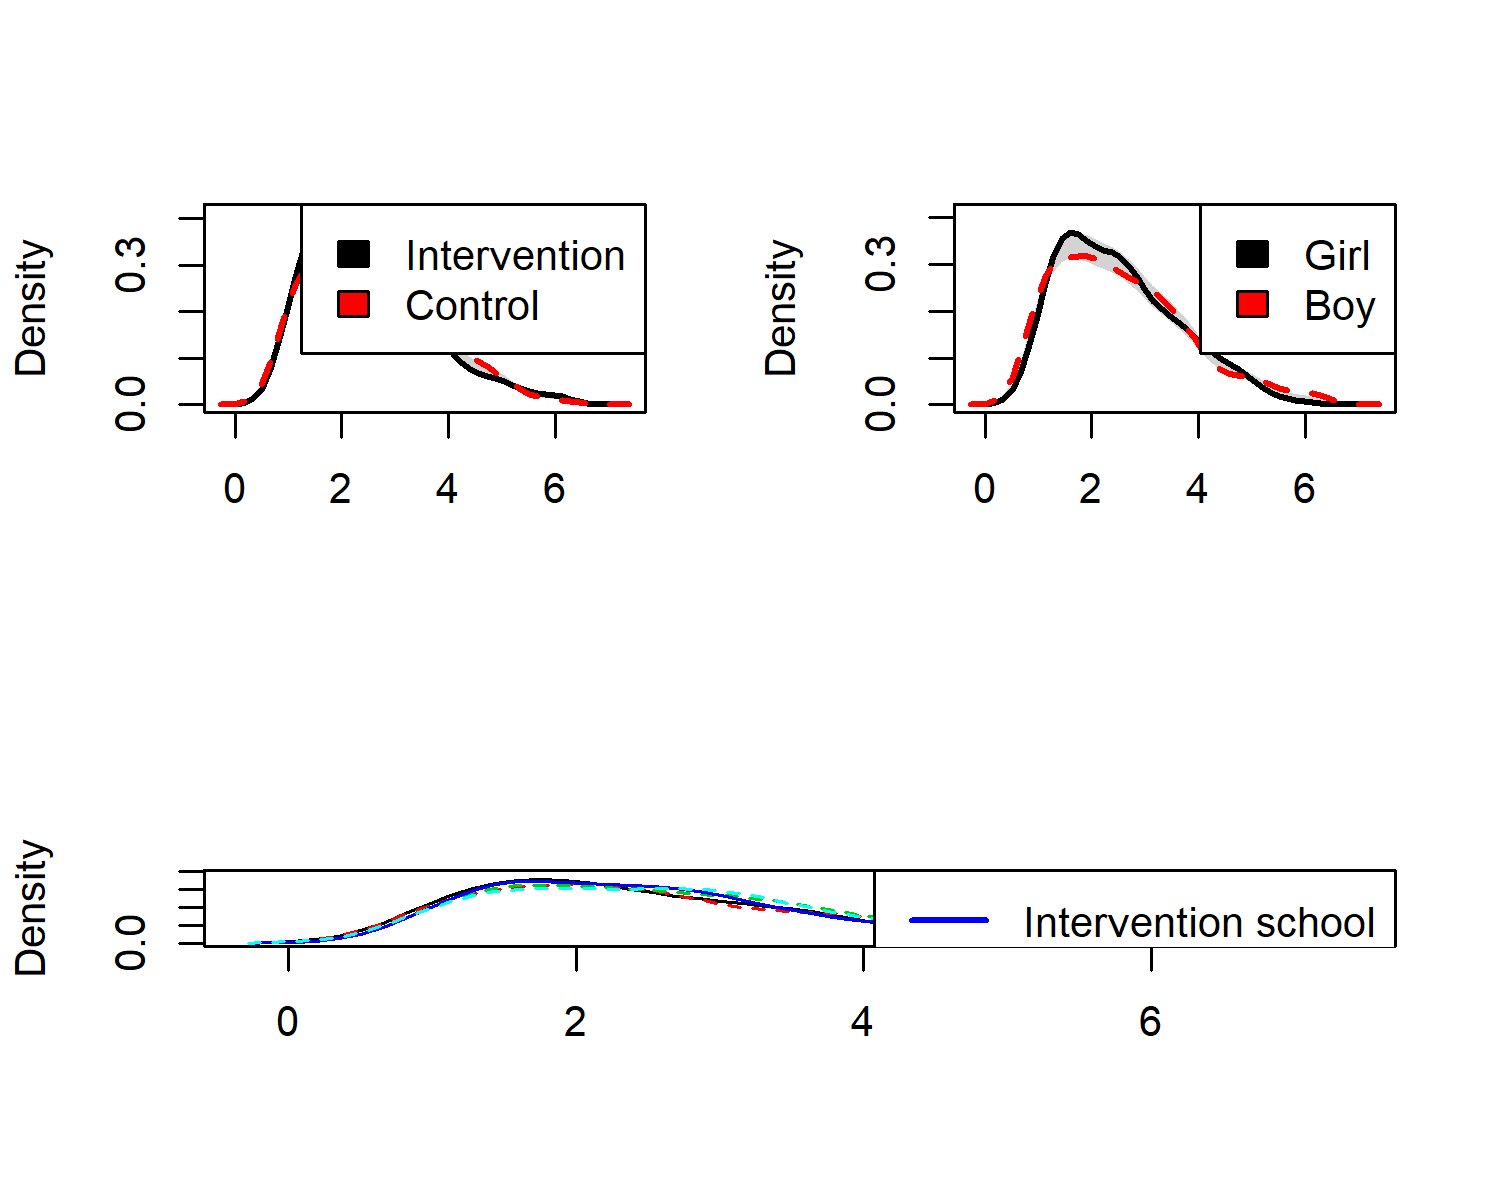 Density
0.3
0.0
Intervention
Control
0 2 4 6
Density
0.3
0.0
Girl
Boy
0 2 4 6
Density
0.0
Intervention school
0 2 4 6